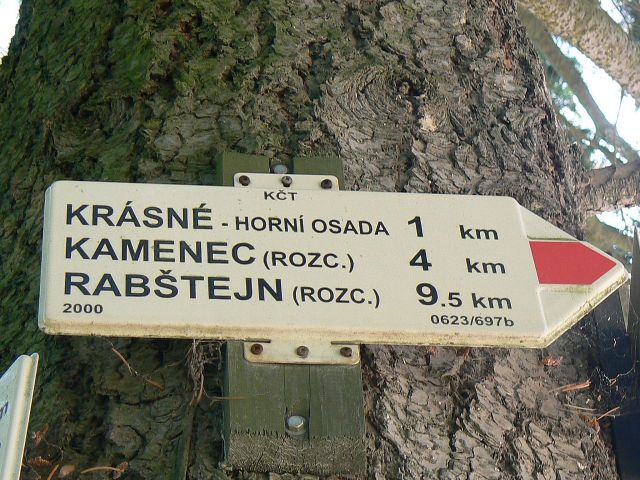 KČT
KRÁSNÉ - HORNÍ OSADA 1 km
KAMENEC (ROZC.) 4 km
RABŠTEJN (ROZC.) 9.5 km
2000 0623/697b